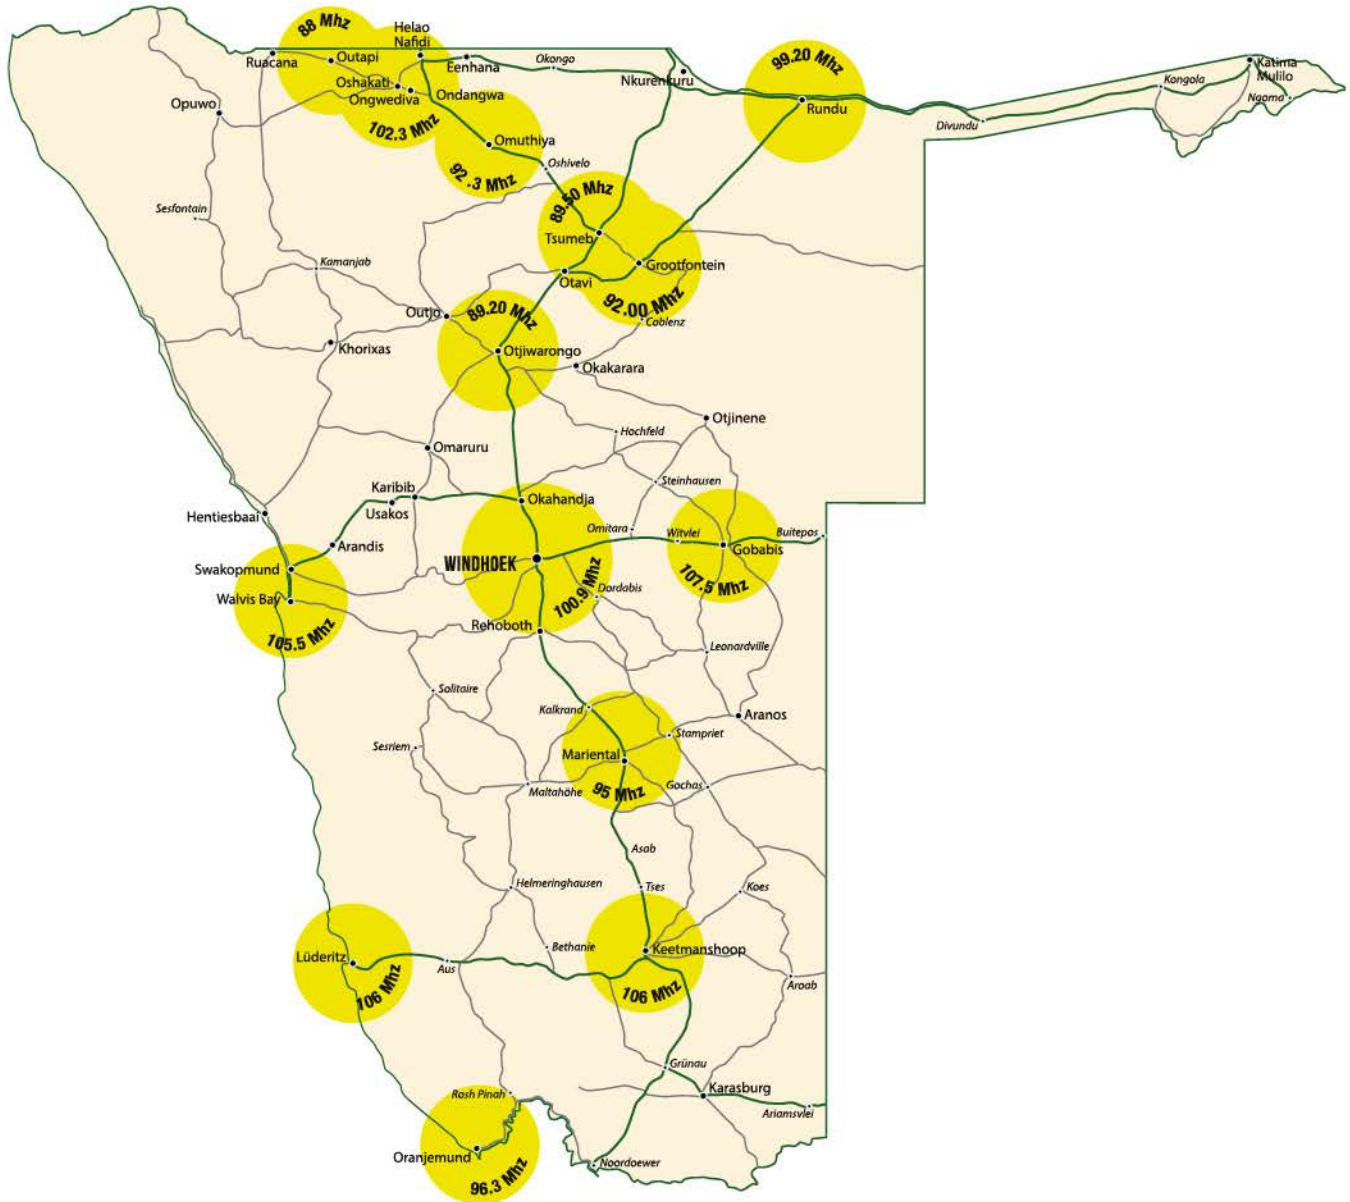 88 Mhz
Helao
Nafidi
Ruacana
Outapi
Eenhana
Okongo
Oshakati
Ongwediva
Ondangwa
102.3 Mhz
Opuwo
Nkurenkuru
99.20 Mhz
Rundu
Katima
Mulilo
Kongola
Ngoma
Divundu
Omuthiya
92.3 Mhz
Oshivelo
Sesfontain
89.50 Mhz
Tsumeb
Grootfontein
Otavi
92.00 Mhz
Coblenz
Kamanjab
Outjo
89.20 Mhz
Khorixas
Otjiwarongo
Okakarara
Otjinene
Hochfeld
Omaruru
Steinhausen
Karibib
Usakos
Okahandja
Hentiesbaai
Omitara
Witvlei
Buitepos
Gobabis
107.5 Mhz
Arandis
WINDHOEK
100.9 Mhz
Dordabis
Swakopmund
Walvis Bay
105.5 Mhz
Rehoboth
Leonardville
Solitaire
Kalkrand
Aranos
Stampriet
Sesriem
Mariental
95 Mhz
Maltahöhe
Gochas
Asab
Helmeringhausen
Tses
Koes
Lüderitz
106 Mhz
Aus
Bethanie
Keetmanshoop
106 Mhz
Aroab
Grünau
Rosh Pinah
Karasburg
Ariamsvlei
Oranjemund
96.3 Mhz
Noordoewer